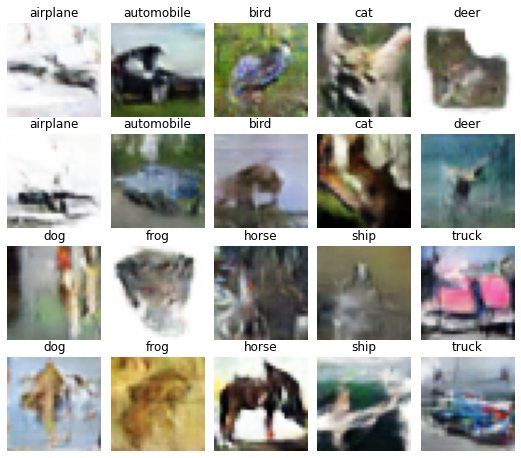 airplane automobile bird cat deer
airplane automobile bird cat deer
dog frog horse ship truck
dog frog horse ship truck